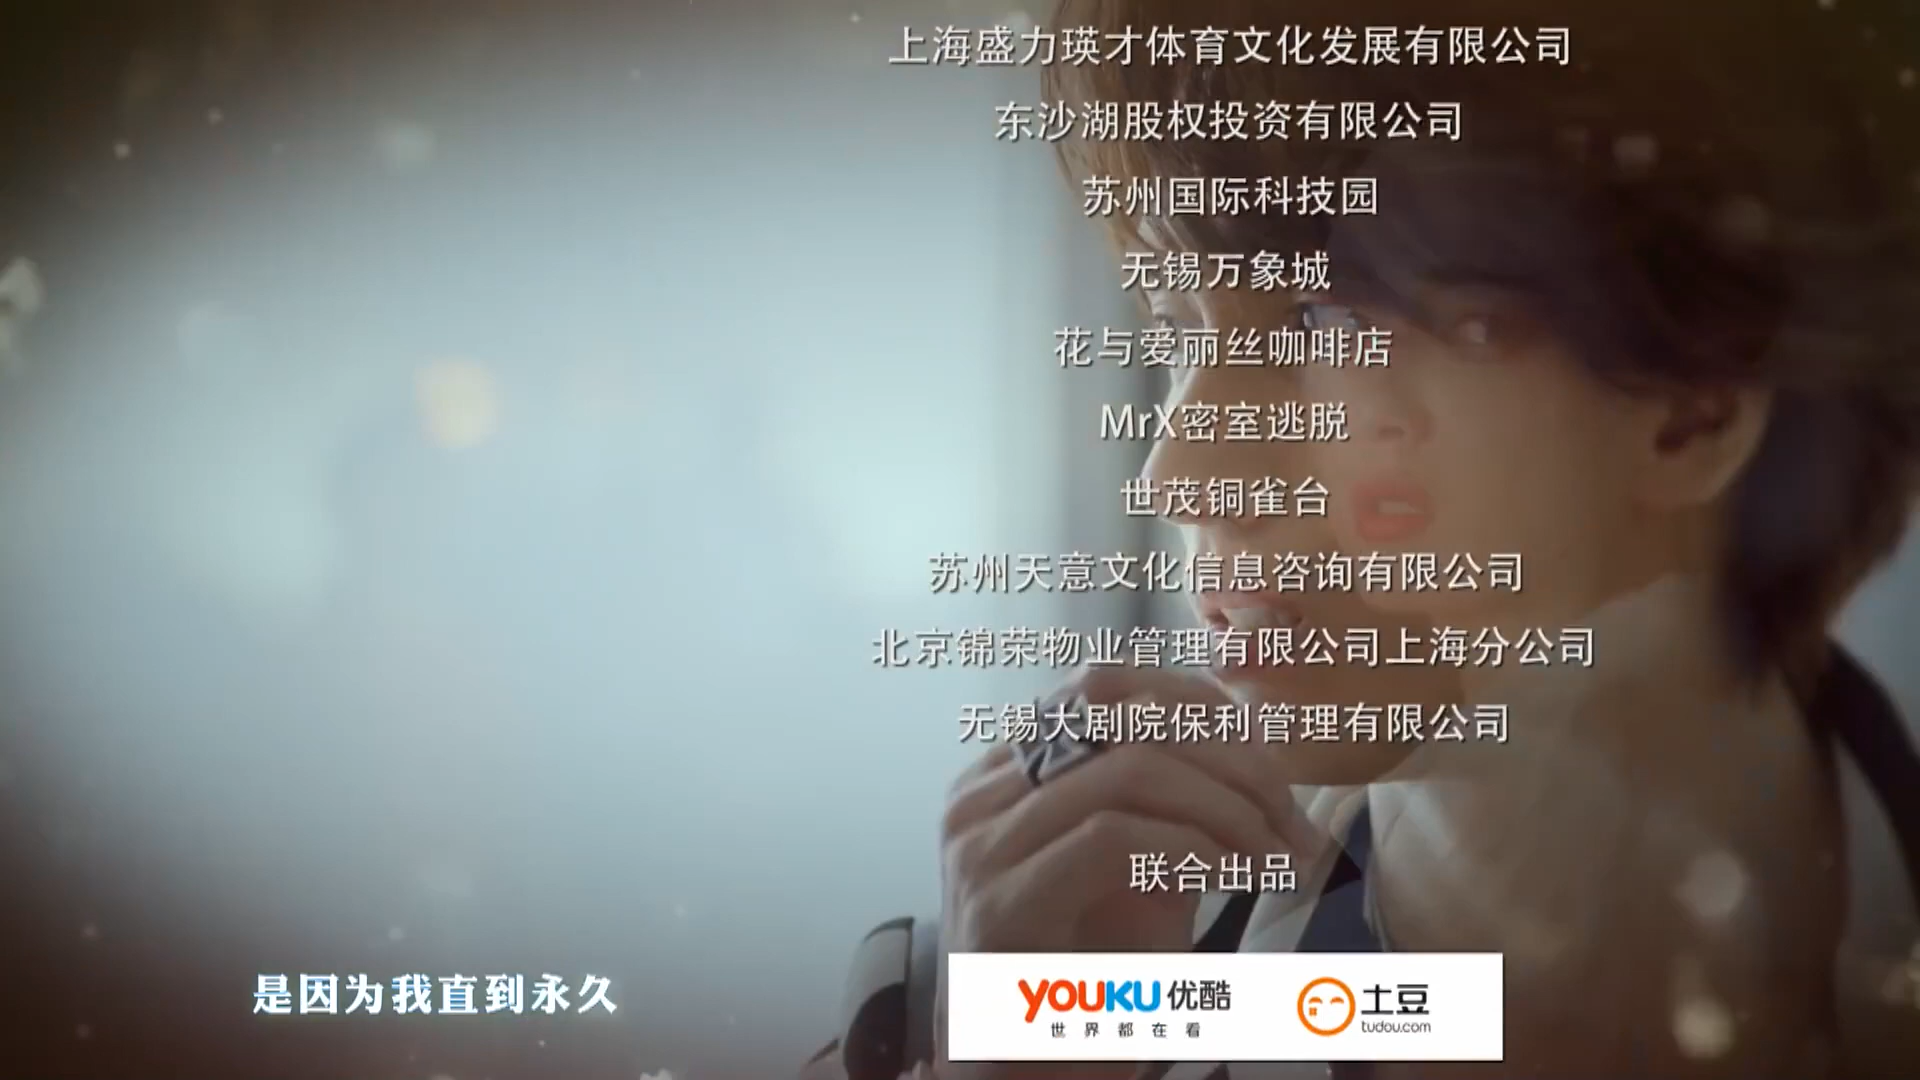 上海盛力瑛才体育文化发展有限公司
东沙湖股权投资有限公司
苏州国际科技园
无锡万象城
花与爱丽丝咖啡店
MrX密室逃脱
世茂铜雀台
苏州天意文化信息咨询有限公司
北京锦荣物业管理有限公司上海分公司
无锡大剧院保利管理有限公司
联合出品
是因为我直到永久
YOUKU 优酷
世界都在看
土豆
tudou.com